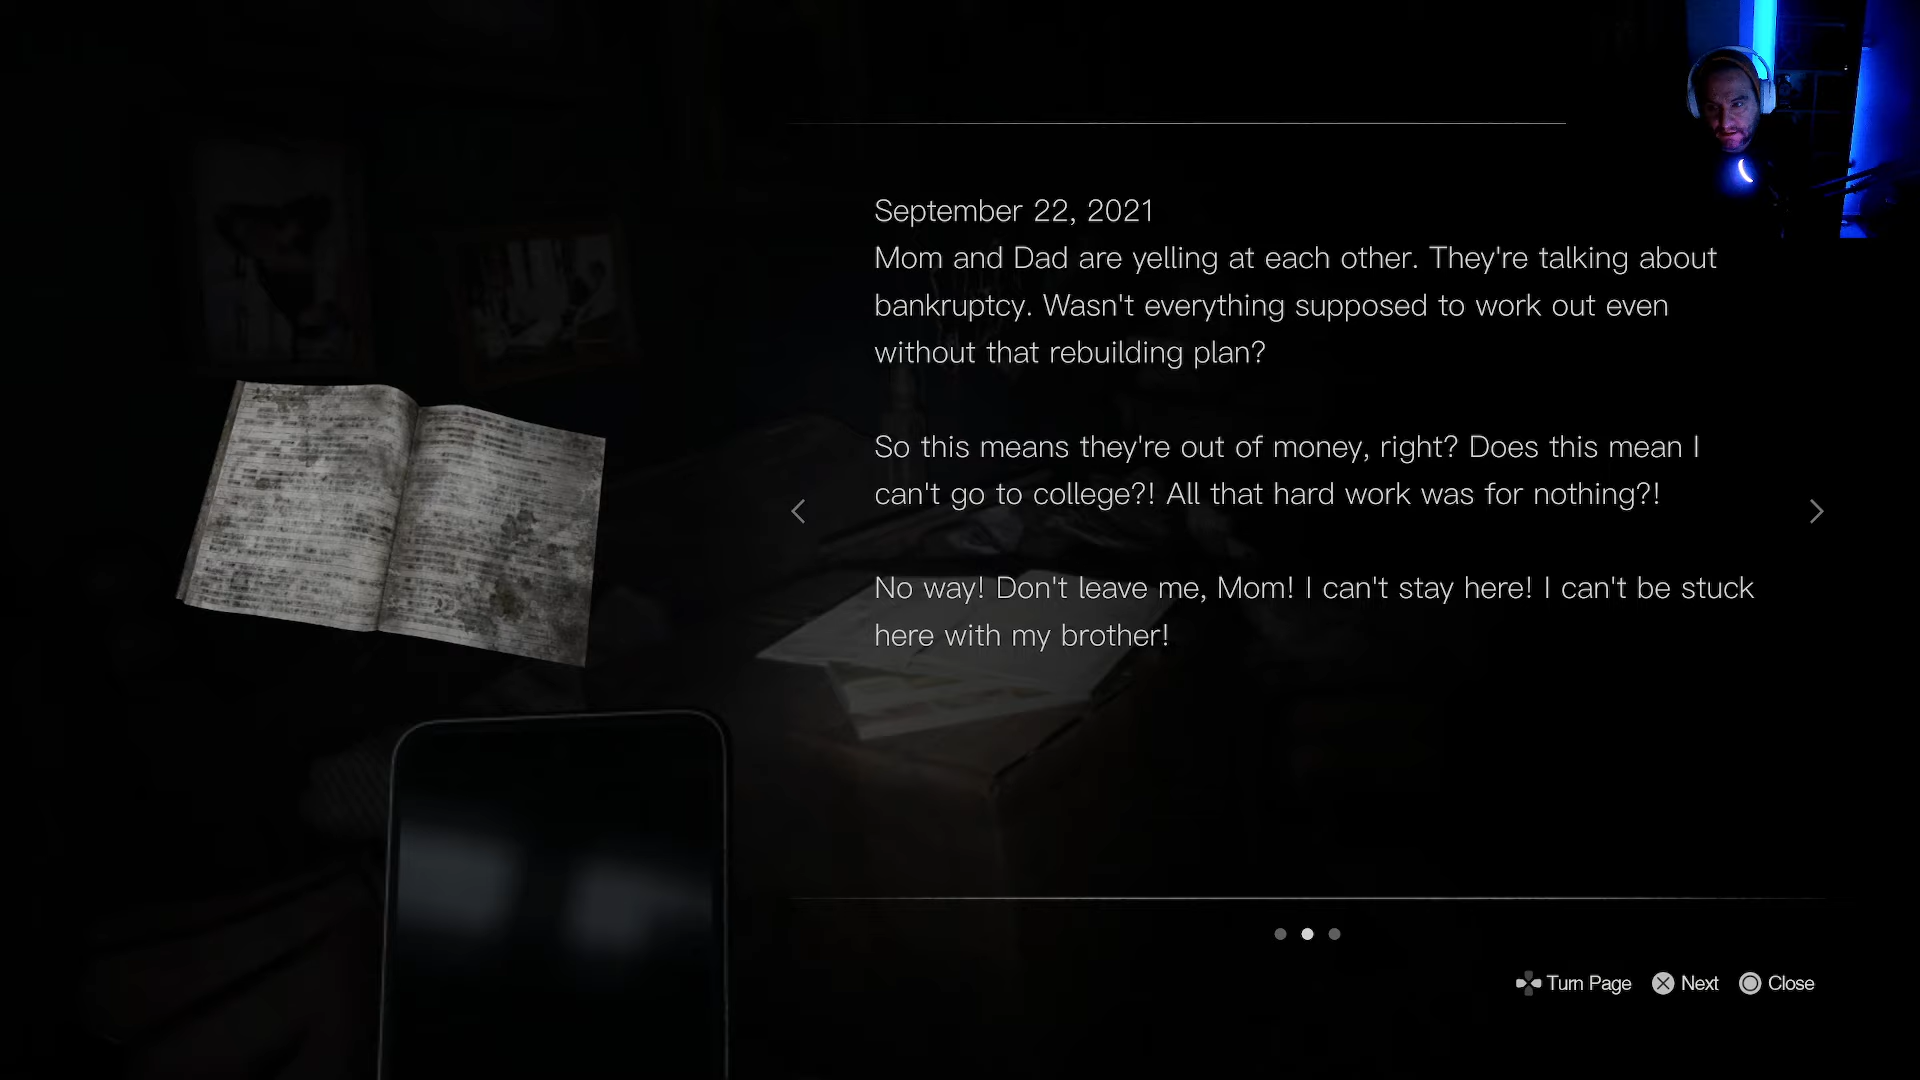 September 22, 2021
Mom and Dad are yelling at each other. They're talking about
bankruptcy. Wasn't everything supposed to work out even
without that rebuilding plan?
So this means they're out of money, right? Does this mean I
can't go to college?! All that hard work was for nothing?!
No way! Don't leave me, Mom! I can't stay here! I can't be stuck
here with my brother!
Turn Page Next Close